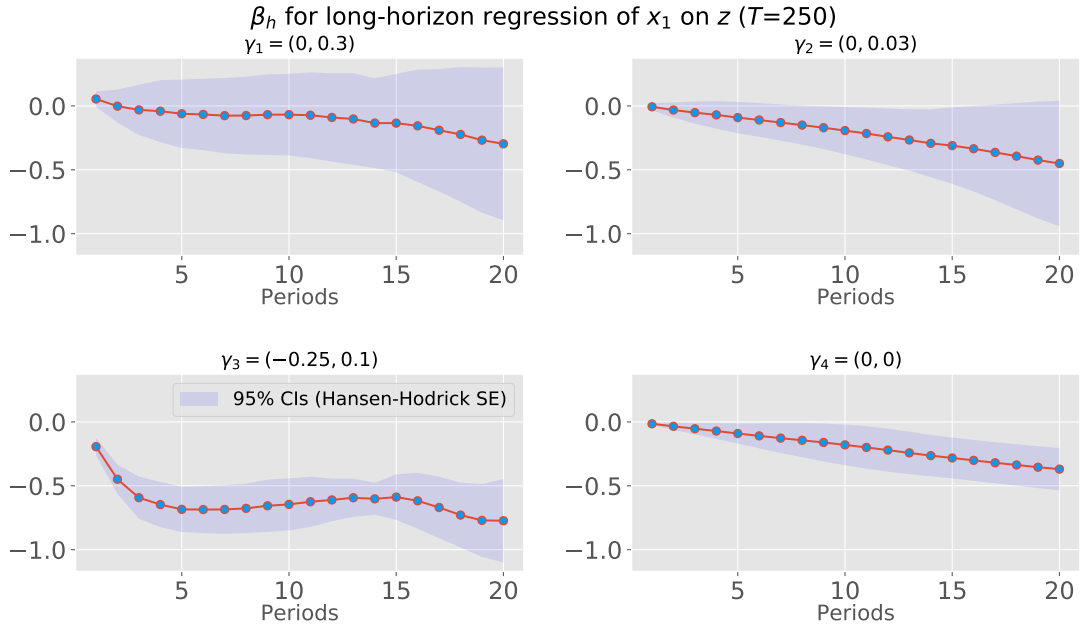 β_h for long-horizon regression of x_1 on z (T=250)
γ_1 = (0, 0.3)
0.0
−0.5
−1.0
5 10 15 20
Periods
γ_2 = (0, 0.03)
0.0
−0.5
−1.0
5 10 15 20
Periods
γ_3 = (−0.25, 0.1)
95% CIs (Hansen-Hodrick SE)
0.0
−0.5
−1.0
5 10 15 20
Periods
γ_4 = (0, 0)
0.0
−0.5
−1.0
5 10 15 20
Periods